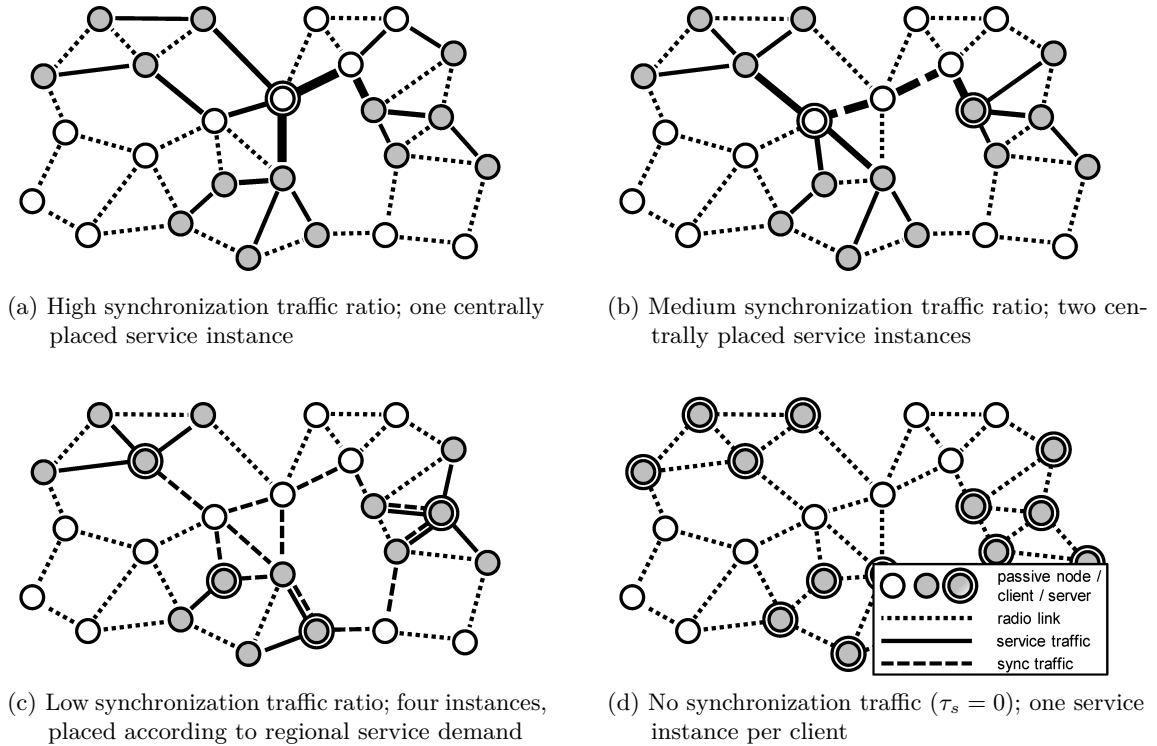 (a) High synchronization traffic ratio; one centrally
placed service instance
(b) Medium synchronization traffic ratio; two cen-
trally placed service instances
passive node /
client / server
radio link
service traffic
sync traffic
(c) Low synchronization traffic ratio; four instances,
placed according to regional service demand
(d) No synchronization traffic (τs = 0); one service
instance per client